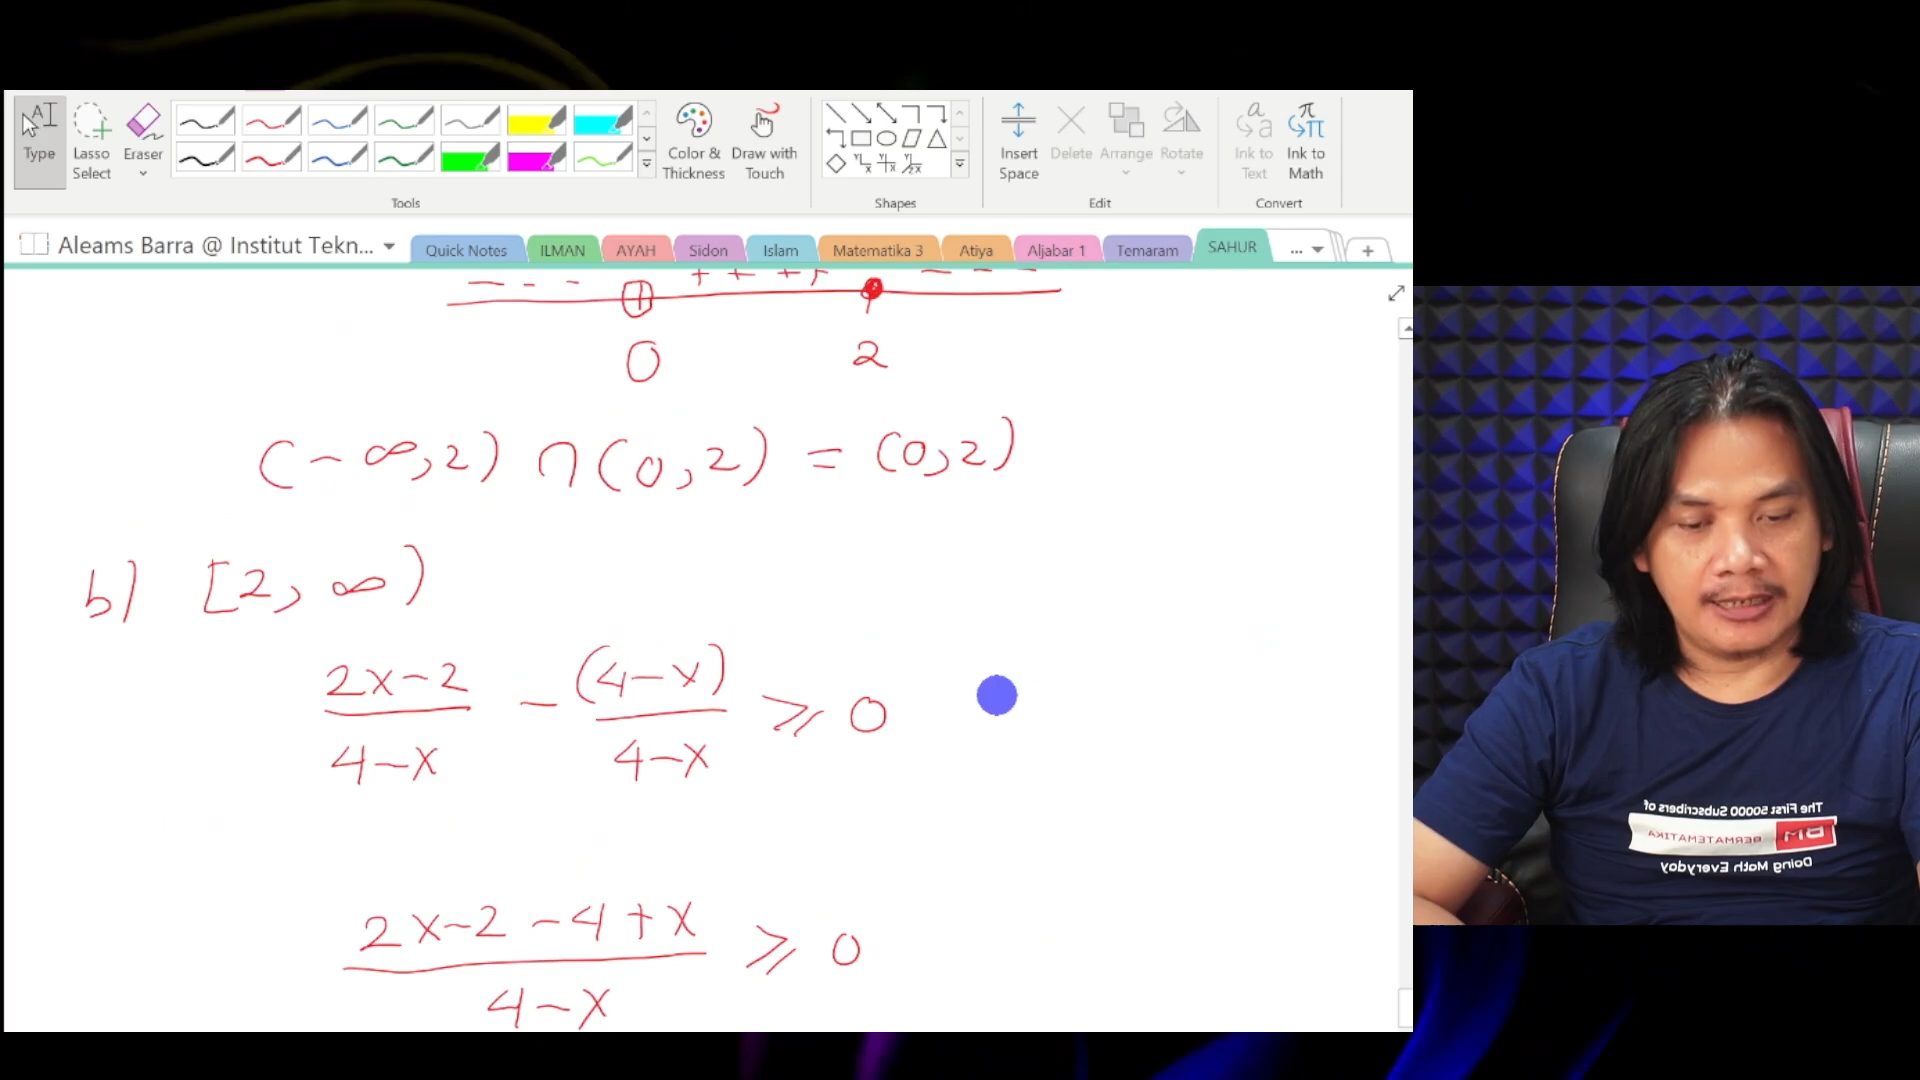 Type
Lasso Select
Eraser
Color & Thickness
Draw with Touch
Insert Space
Delete
Arrange
Rotate
Ink to Text
Ink to Math
Tools
Shapes
Edit
Convert
Aleams Barra @ Institut Tekn...
Quick Notes
ILMAN
AYAH
Sidon
Islam
Matematika 3
Atiya
Aljabar 1
Temaram
SAHUR
...
+
- - - + + + + - - -
0 2
(-∞,2) ∩ (0,2) = (0,2)
b) [2, ∞)
2x-2 / 4-x - (4-x) / 4-x ≥ 0
2x-2-4+x / 4-x ≥ 0
The First 50000 Subscribers of
BM BERMATEMATIKA
Doing Math Everyday